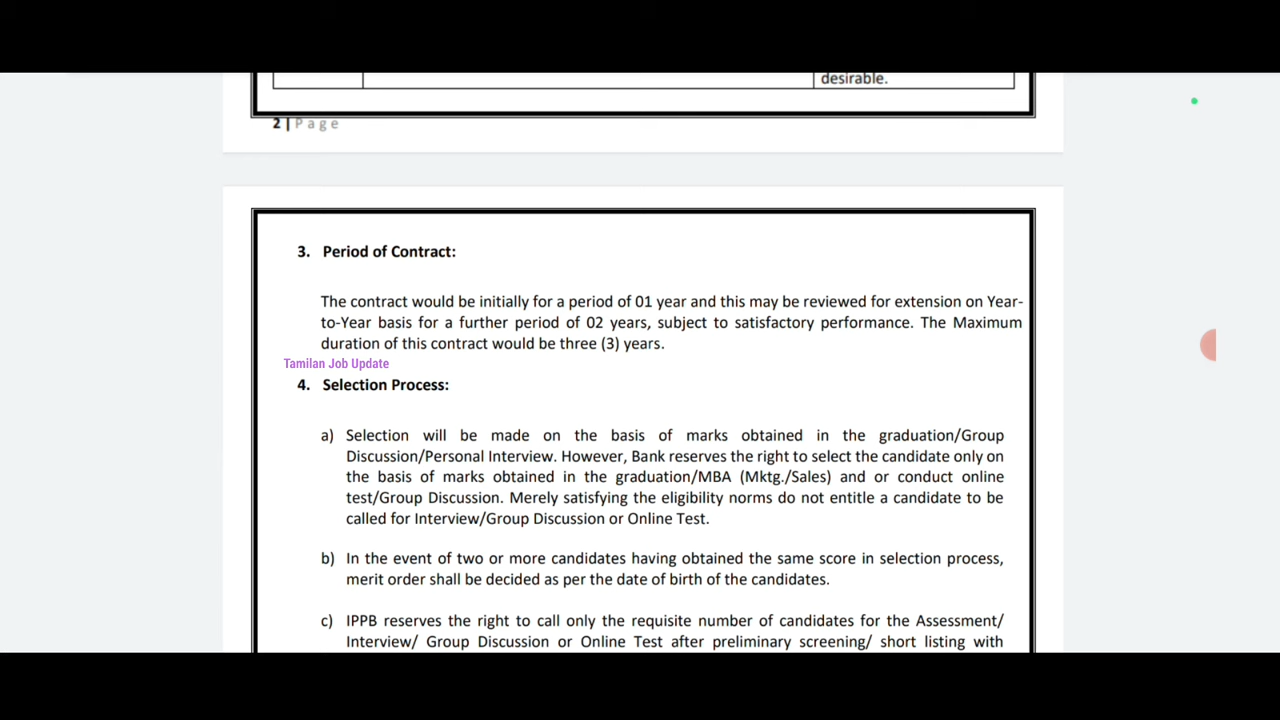 desirable.
2 | Page
3. Period of Contract:
The contract would be initially for a period of 01 year and this may be reviewed for extension on Year-
to-Year basis for a further period of 02 years, subject to satisfactory performance. The Maximum
duration of this contract would be three (3) years.
Tamilan Job Update
4. Selection Process:
a) Selection will be made on the basis of marks obtained in the graduation/Group
Discussion/Personal Interview. However, Bank reserves the right to select the candidate only on
the basis of marks obtained in the graduation/MBA (Mktg./Sales) and or conduct online
test/Group Discussion. Merely satisfying the eligibility norms do not entitle a candidate to be
called for Interview/Group Discussion or Online Test.
b) In the event of two or more candidates having obtained the same score in selection process,
merit order shall be decided as per the date of birth of the candidates.
c) IPPB reserves the right to call only the requisite number of candidates for the Assessment/
Interview/ Group Discussion or Online Test after preliminary screening/ short listing with